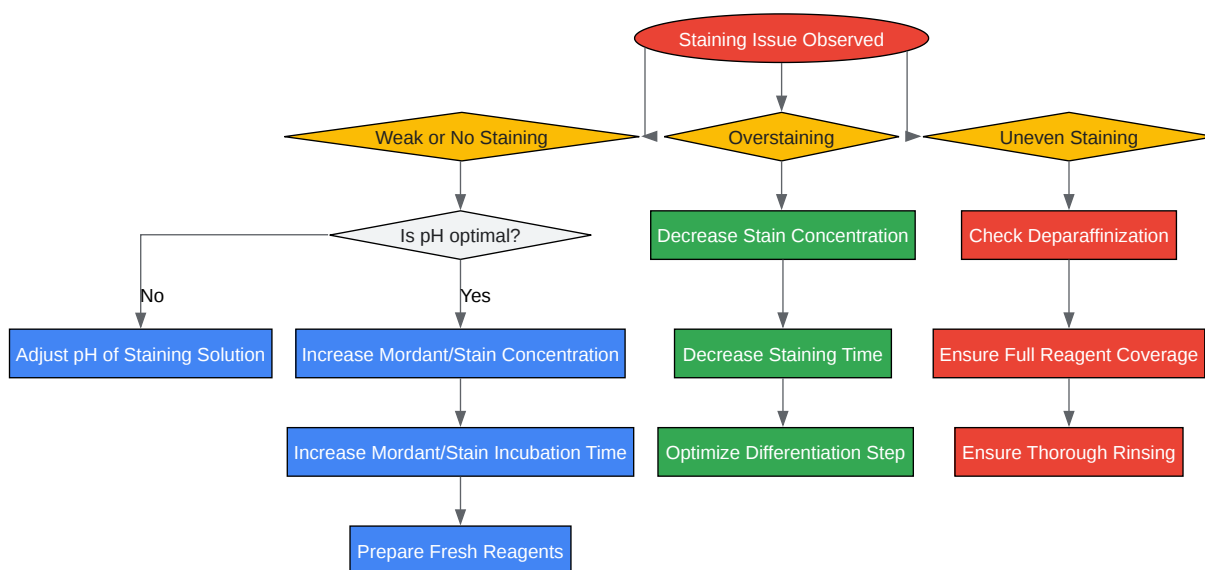 Staining Issue Observed
Weak or No Staining
Overstaining
Uneven Staining
Is pH optimal?
Decrease Stain Concentration
Check Deparaffinization
No
Yes
Adjust pH of Staining Solution
Increase Mordant/Stain Concentration
Decrease Staining Time
Ensure Full Reagent Coverage
Increase Mordant/Stain Incubation Time
Optimize Differentiation Step
Ensure Thorough Rinsing
Prepare Fresh Reagents